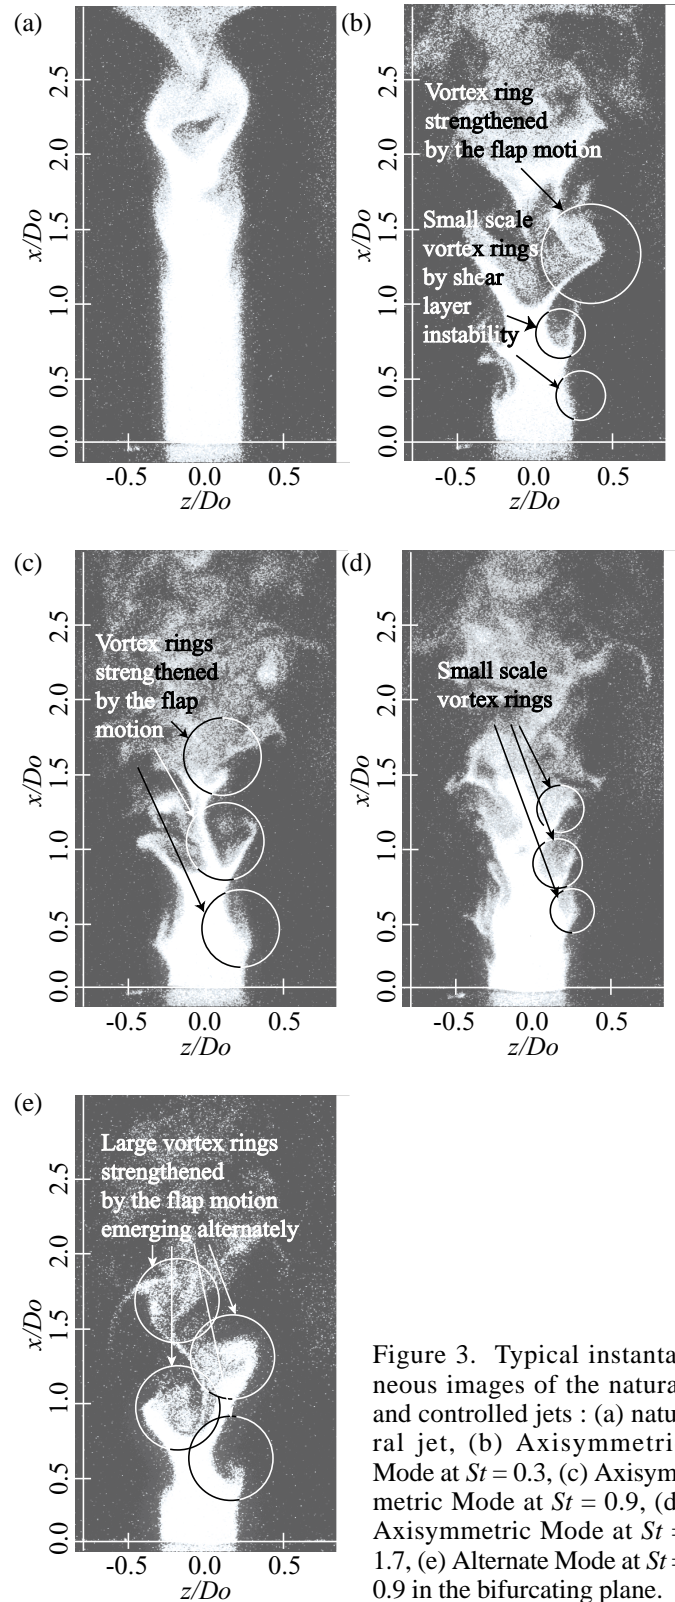 (a)
2.5
2.0
1.5
x/Do
1.0
0.5
0.0
-0.5 0.0 0.5
z/Do
(b)
2.5
2.0
1.5
x/Do
1.0
0.5
0.0
Vortex ring
strengthened
by the flap motion
Small scale
vortex rings
by shear
layer
instability
-0.5 0.0 0.5
z/Do
(c)
2.5
2.0
1.5
x/Do
1.0
0.5
0.0
Vortex rings
strengthened
by the flap
motion
-0.5 0.0 0.5
z/Do
(d)
2.5
2.0
1.5
x/Do
1.0
0.5
0.0
Small scale
vortex rings
-0.5 0.0 0.5
z/Do
(e)
2.5
2.0
1.5
x/Do
1.0
0.5
0.0
Large vortex rings
strengthened
by the flap motion
emerging alternately
-0.5 0.0 0.5
z/Do
Figure 3. Typical instanta
neous images of the natura
and controlled jets : (a) natu
ral jet, (b) Axisymmetri
Mode at St = 0.3, (c) Axisym
metric Mode at St = 0.9, (d
Axisymmetric Mode at St =
1.7, (e) Alternate Mode at St =
0.9 in the bifurcating plane.